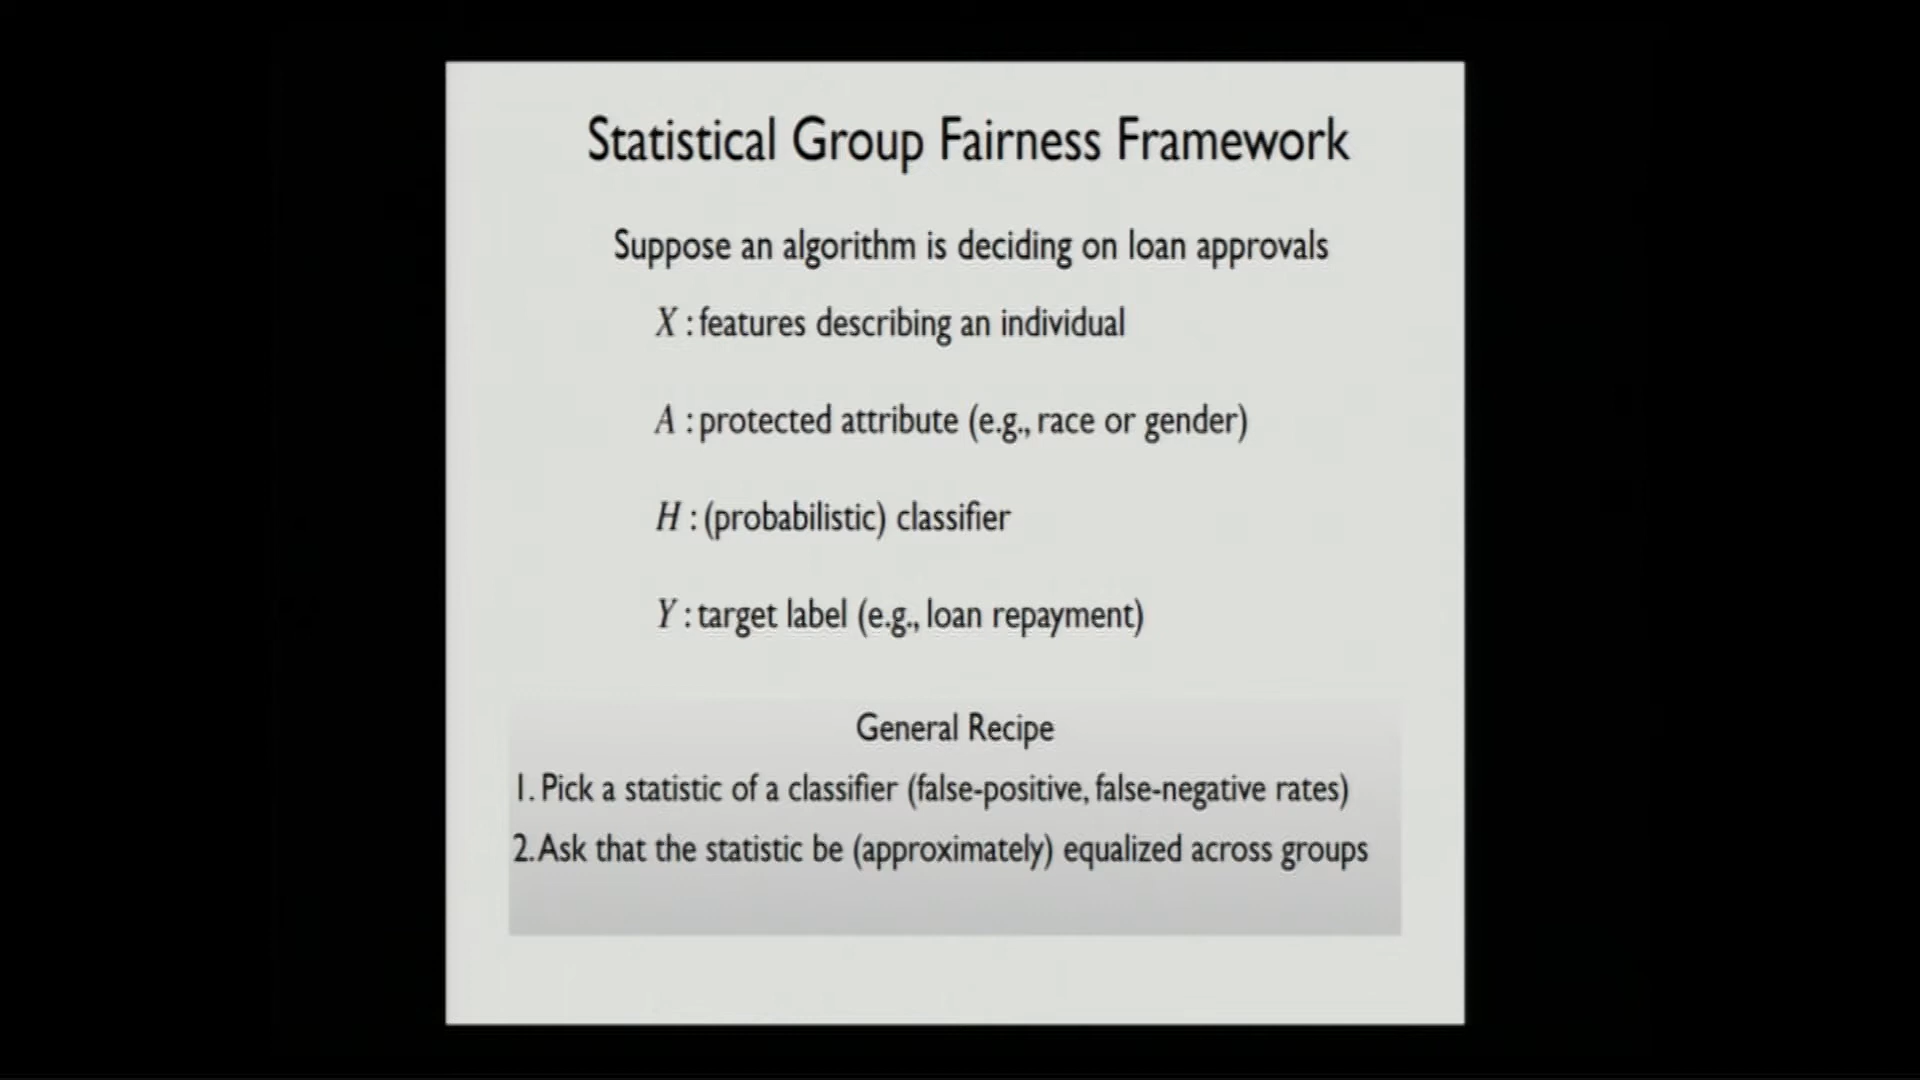 Statistical Group Fairness Framework
Suppose an algorithm is deciding on loan approvals
X : features describing an individual
A : protected attribute (e.g., race or gender)
H : (probabilistic) classifier
Y : target label (e.g., loan repayment)
General Recipe
1. Pick a statistic of a classifier (false-positive, false-negative rates)
2. Ask that the statistic be (approximately) equalized across groups